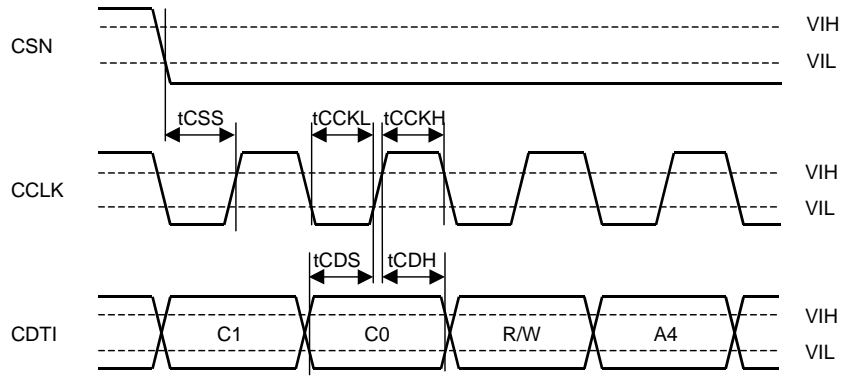 CSN
VIH
VIL
tCSS
tCCKL
tCCKH
CCLK
VIH
VIL
tCDS
tCDH
CDTI
C1
C0
R/W
A4
VIH
VIL